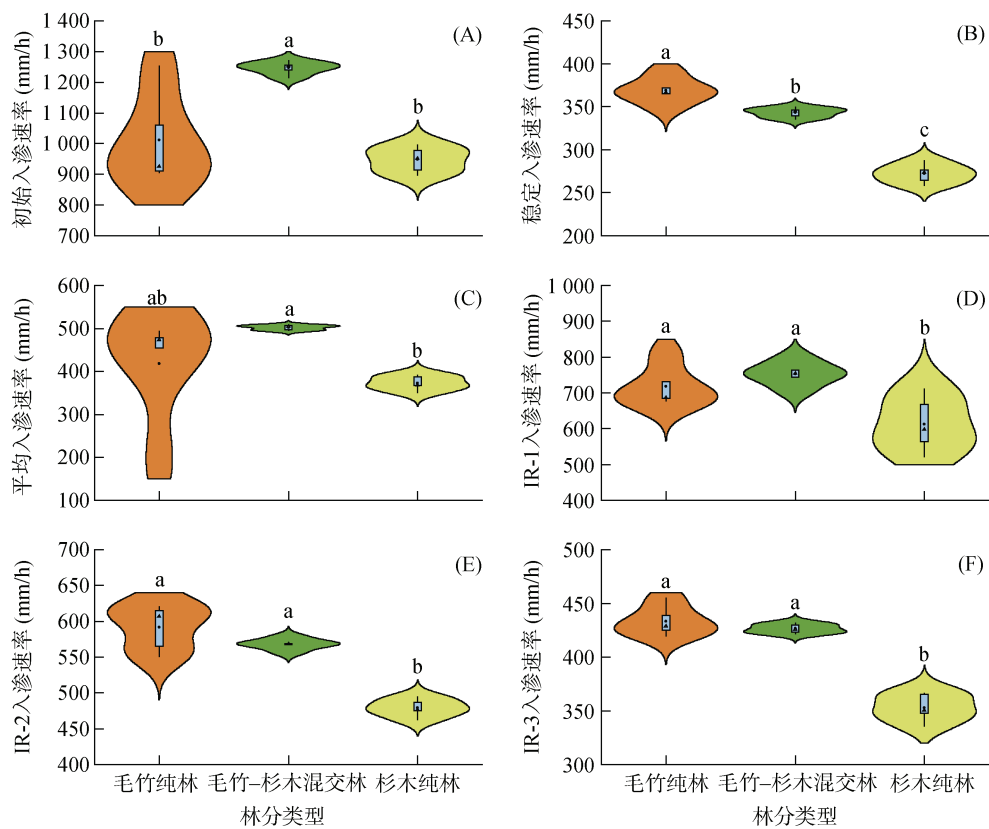 1 400
1 300
1 200
1 100
1 000
900
800
700
初始入渗速率 (mm/h)
b
a
b
(A)
450
400
350
300
250
200
稳定入渗速率 (mm/h)
a
b
c
(B)
600
500
400
300
200
100
平均入渗速率 (mm/h)
ab
a
b
(C)
1 000
900
800
700
600
500
400
IR-1入渗速率 (mm/h)
a
a
b
(D)
700
650
600
550
500
450
400
IR-2入渗速率 (mm/h)
a
a
b
(E)
毛竹纯林 毛竹–杉木混交林 杉木纯林
林分类型
500
450
400
350
300
IR-3入渗速率 (mm/h)
a
a
b
(F)
毛竹纯林 毛竹–杉木混交林 杉木纯林
林分类型